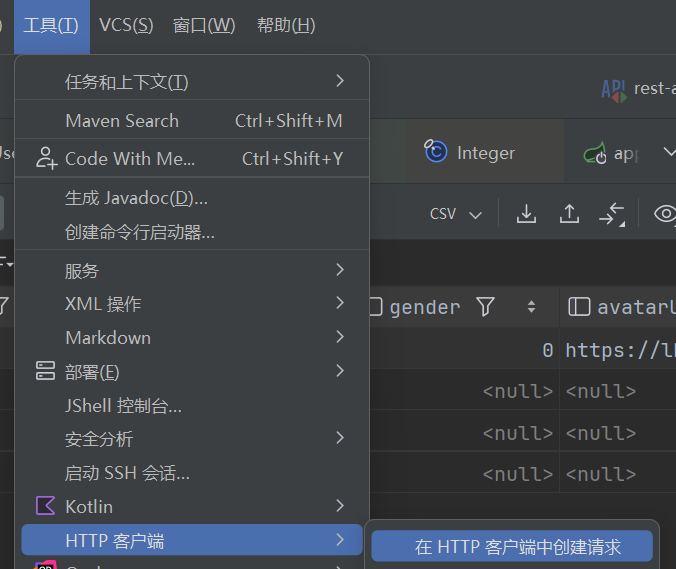 工具(T) VCS(S) 窗口(W) 帮助(H)
任务和上下文(T)
Maven Search Ctrl+Shift+M
Code With Me... Ctrl+Shift+Y
生成 Javadoc(D)...
创建命令行启动器...
服务
XML 操作
Markdown
部署(E)
JShell 控制台...
安全分析
启动 SSH 会话...
Kotlin
HTTP 客户端
在 HTTP 客户端中创建请求
API rest-a
Integer app
CSV
gender avatarU
0 https://l
<null> <null>
<null> <null>
<null> <null>